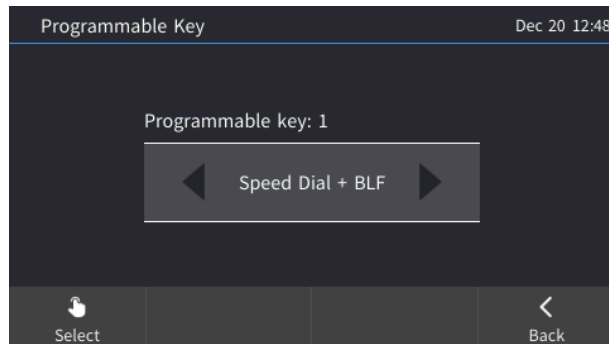 Programmable Key
Dec 20 12:48
Programmable key: 1
Speed Dial + BLF
Select
Back